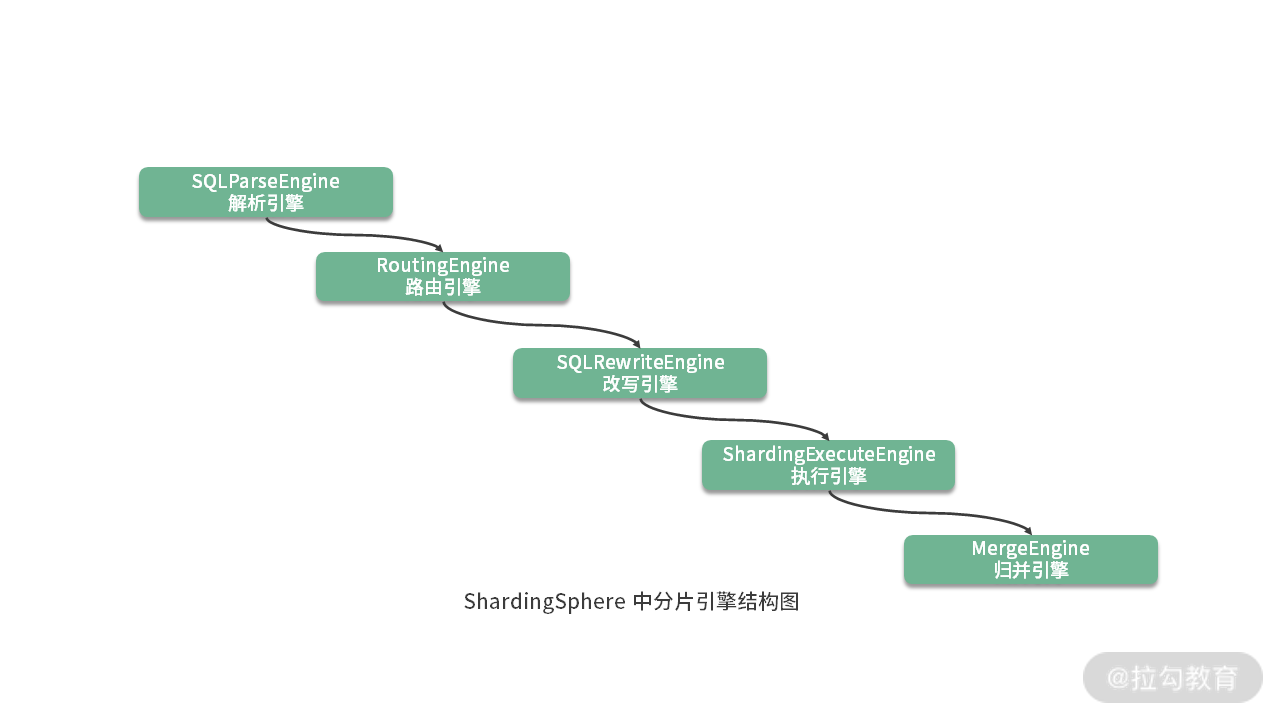 SQLParseEngine
解析引擎
RoutingEngine
路由引擎
SQLRewriteEngine
改写引擎
ShardingExecuteEngine
执行引擎
MergeEngine
归并引擎
ShardingSphere 中分片引擎结构图
@拉勾教育